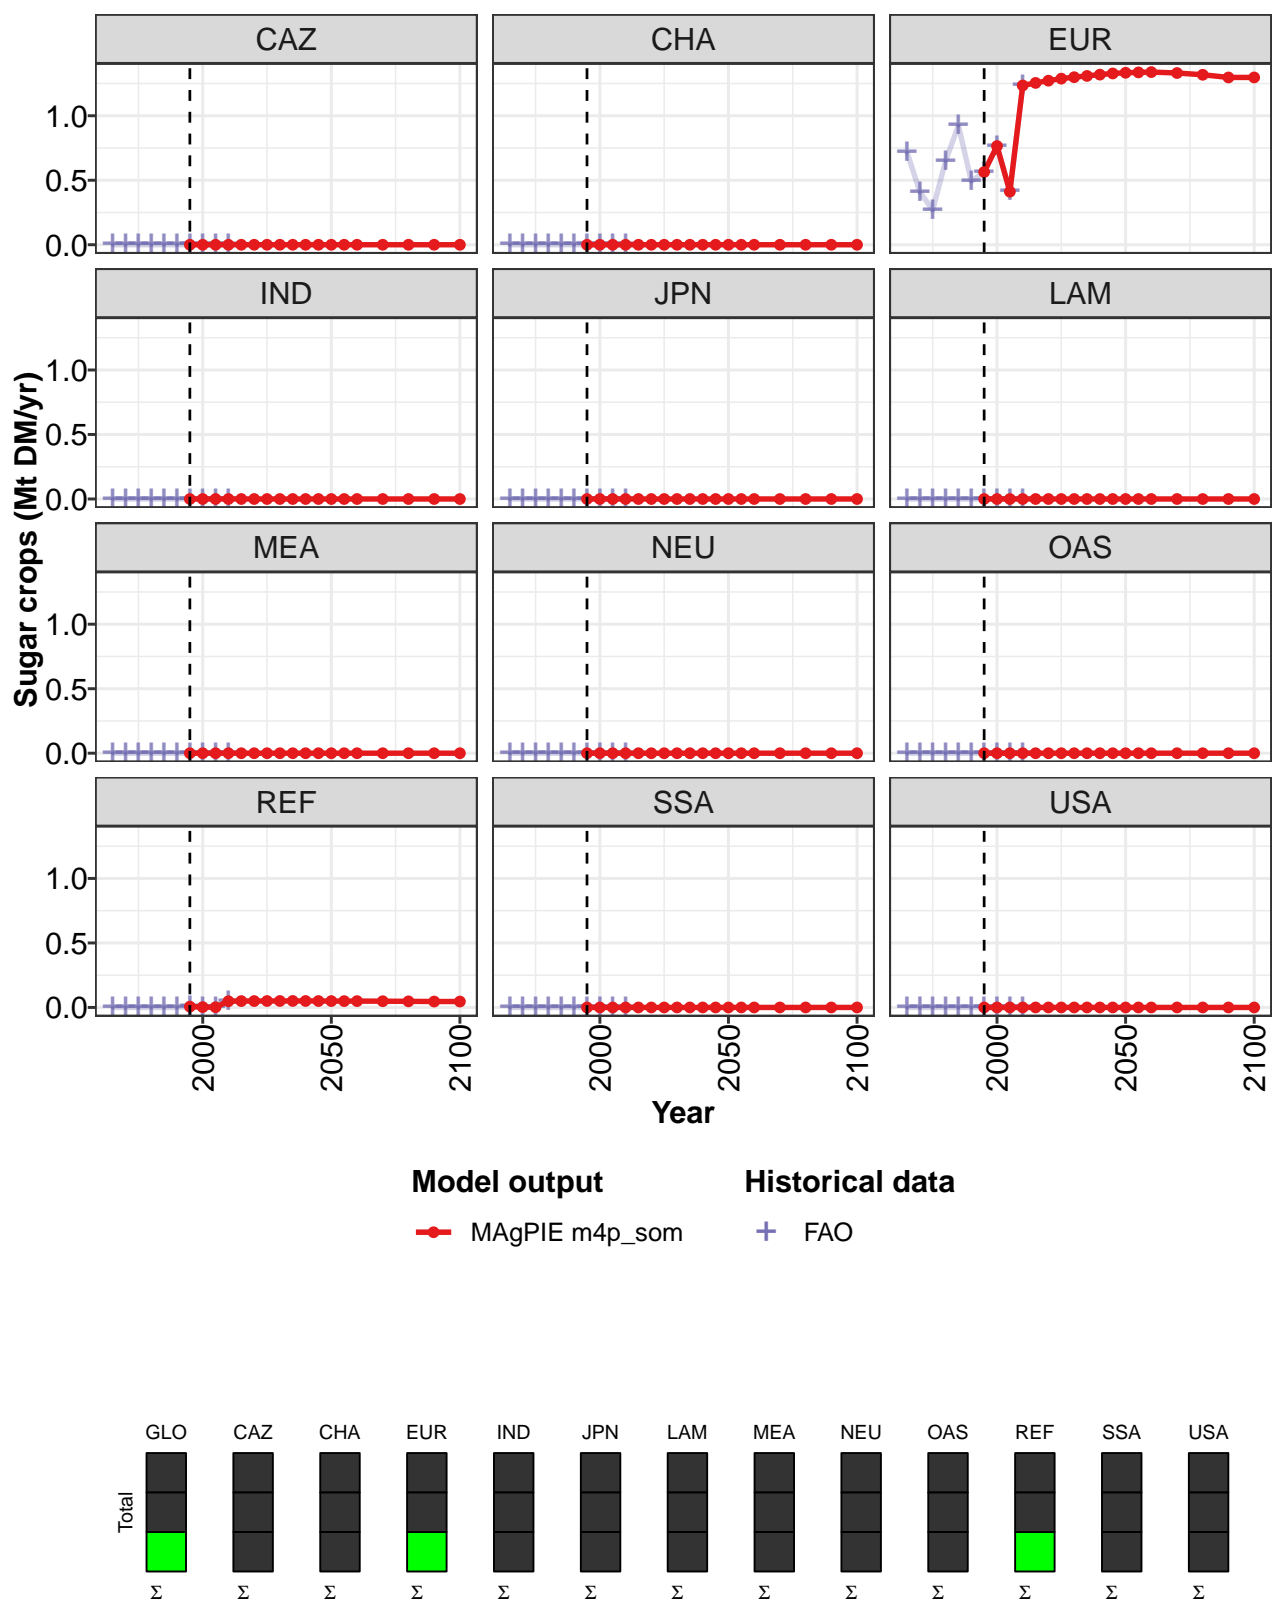 CAZ CHA EUR
1.0
0.5
0.0
IND JPN LAM
1.0
0.5
0.0
MEA NEU OAS
1.0
0.5
0.0
REF SSA USA
1.0
0.5
0.0
Sugar crops (Mt DM/yr)
2000 2050 2100 2000 2050 2100 2000 2050 2100
Year
Model output Historical data
MAgPIE m4p_som FAO
GLO CAZ CHA EUR IND JPN LAM MEA NEU OAS REF SSA USA
Total
Σ Σ Σ Σ Σ Σ Σ Σ Σ Σ Σ Σ Σ